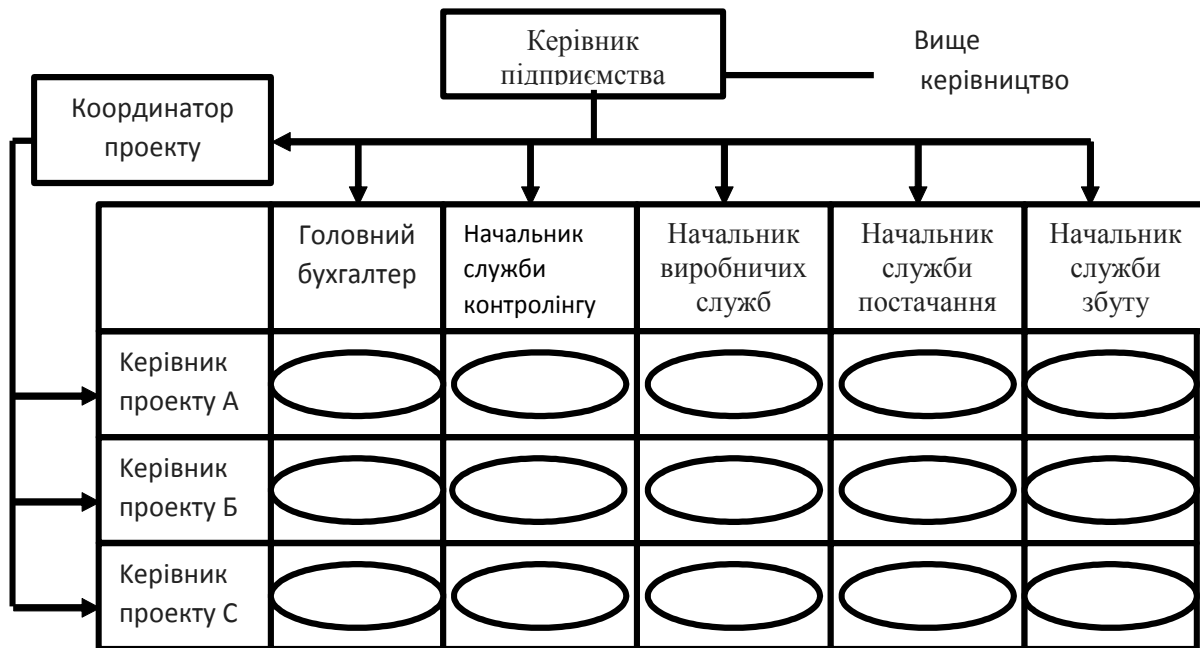 Керівник
підприємства
Вище
керівництво
Координатор
проекту
Головний
бухгалтер
Начальник
служби
контролінгу
Начальник
виробничих
служб
Начальник
служби
постачання
Начальник
служби
збуту
Керівник
проекту А
Керівник
проекту Б
Керівник
проекту С